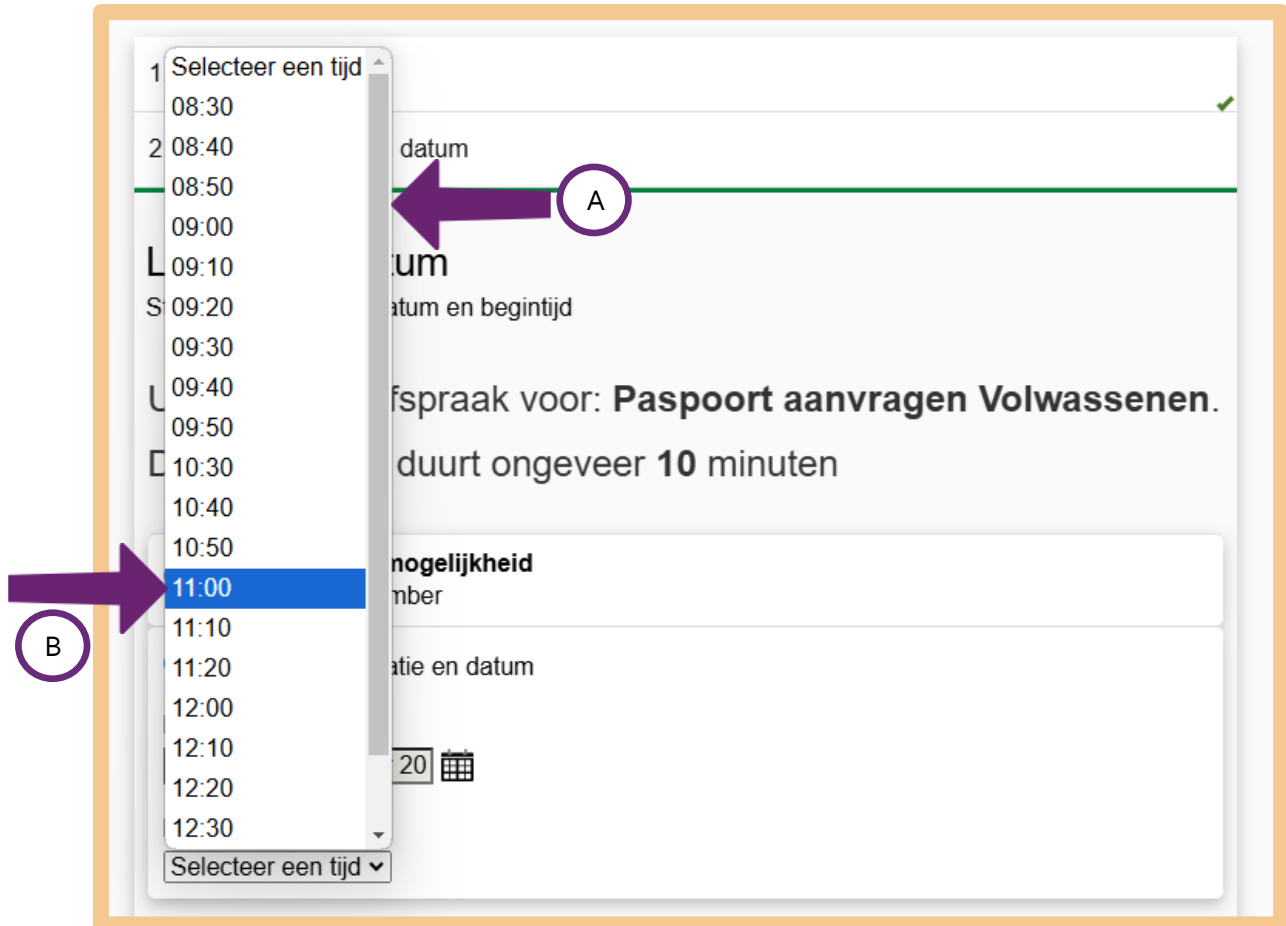 1
Selecteer een tijd
08:30
2
08:40
datum
08:50
A
09:00
L
09:10
tum
S
09:20
atum en begintijd
09:30
U
09:40
fspraak voor: Paspoort aanvragen Volwassenen.
09:50
D
10:30
duurt ongeveer 10 minuten
10:40
10:50
mogelijkheid
11:00
mber
11:10
B
11:20
atie en datum
12:00
12:10
20
12:20
12:30
Selecteer een tijd